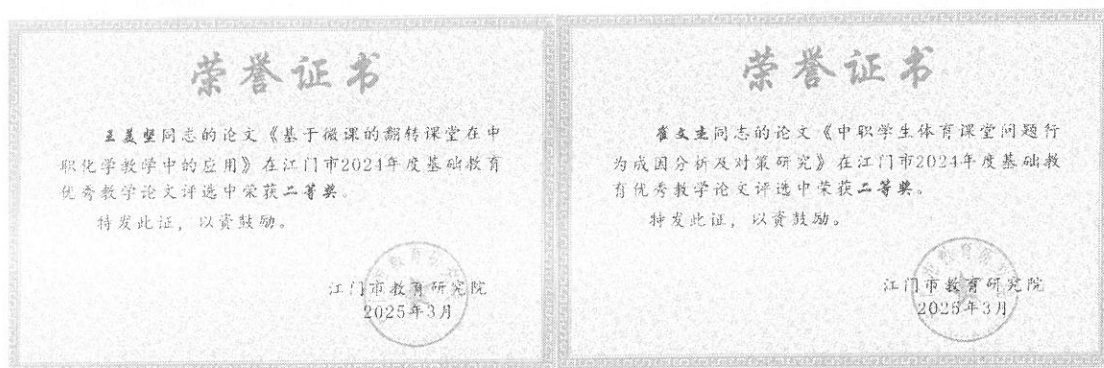 荣誉证书
王美坚同志的论文《基于微课的翻转课堂在中
职化学教学中的应用》在江门市2024年度基础教育
优秀教学论文评选中荣获二等奖。
特发此证，以资鼓励。
江门市教育研究院
2025年3月
荣誉证书
崔文杰同志的论文《中职学生体育课堂问题行
为成因分析及对策研究》在江门市2024年度基础教
育优秀教学论文评选中荣获二等奖。
特发此证，以资鼓励。
江门市教育研究院
2025年3月